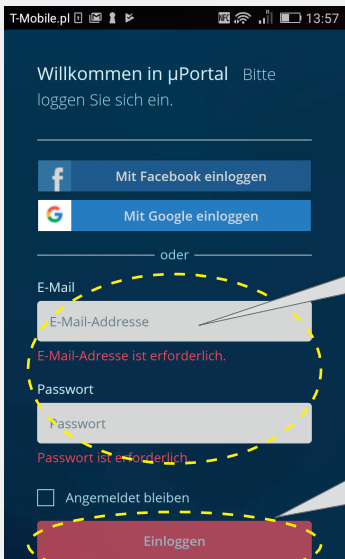 T-Mobile.pl 13:57
Willkommen in µPortal Bitte
loggen Sie sich ein.
f Mit Facebook einloggen
G Mit Google einloggen
oder
E-Mail
E-Mail-Addresse
E-Mail-Adresse ist erforderlich.
Passwort
Passwort
Passwort ist erforderlich.
Angemeldet bleiben
Einloggen